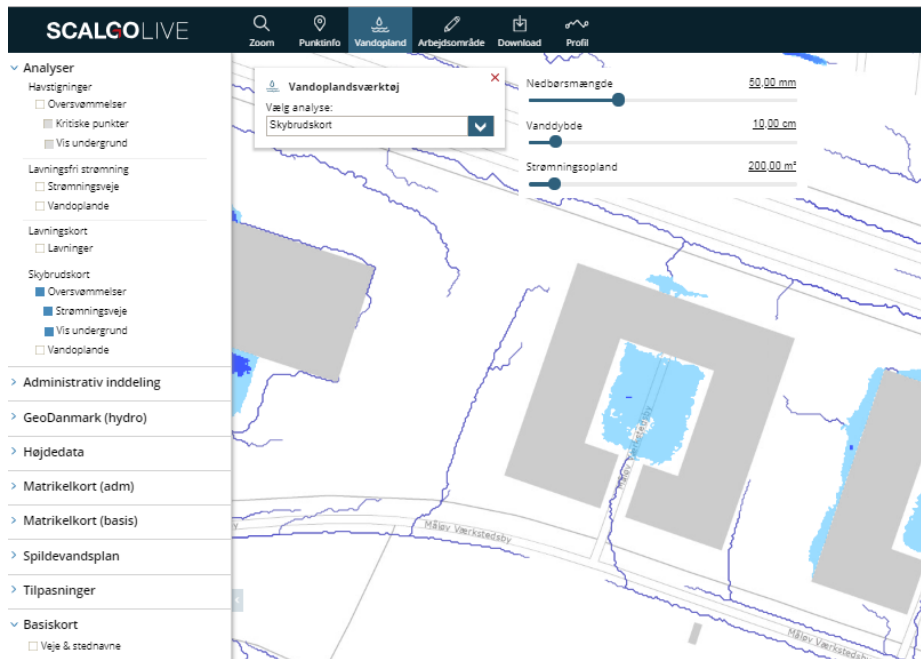 SCALGOLIVE
Zoom
Punktinfo
Vandopland
Arbejdsområde
Download
Profil
Analyser
Havstigninger
Oversvømmelser
Kritiske punkter
Vis undergrund
Lavningsfri strømning
Strømningsveje
Vandoplande
Lavningskort
Lavninger
Skybrudskort
Oversvømmelser
Strømningsveje
Vis undergrund
Vandoplande
Administrativ inddeling
GeoDanmark (hydro)
Højdedata
Matrikelkort (adm)
Matrikelkort (basis)
Spildevandsplan
Tilpasninger
Basiskort
Veje & stednavne
Vandoplandsværktøj
Vælg analyse:
Skybrudskort
Nedbørsmængde 50,00 mm
Vanddybde 10,00 cm
Strømningsopland 200,00 m²
Måløv Værkstedsby
Måløv Værkstedsby
Måløv Værkstedsby